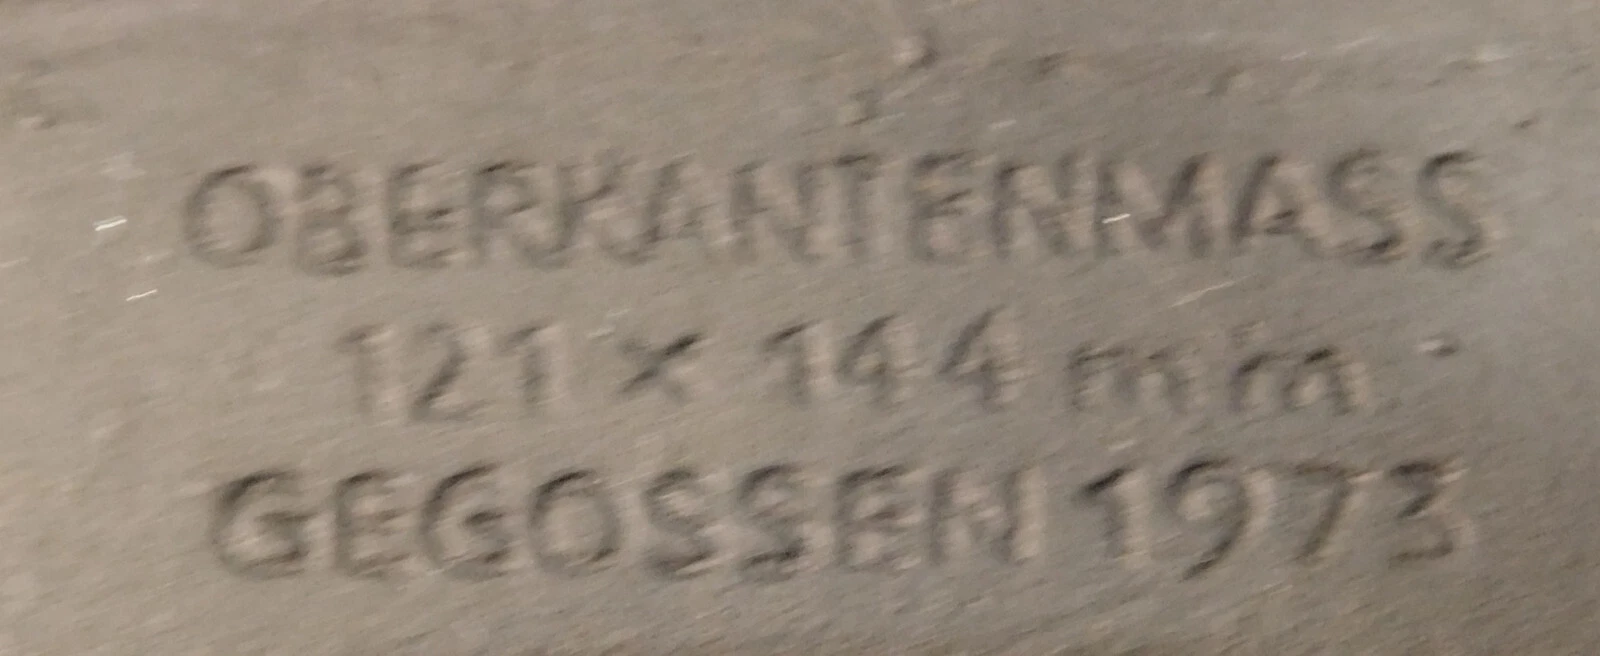 OBERKANTENMASS
121 × 144 mm
GEGOSSEN 1973